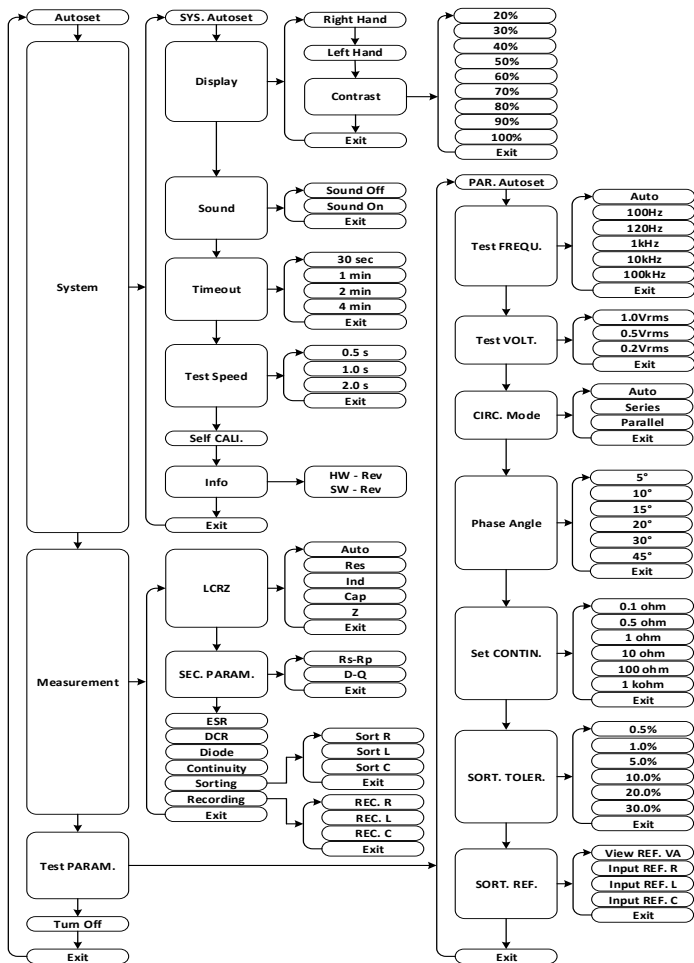 Autoset
System
Measurement
Test PARAM.
Turn Off
Exit
SYS. Autoset
Display
Sound
Timeout
Test Speed
Self CALI.
Info
Exit
Right Hand
Left Hand
Contrast
Exit
20%
30%
40%
50%
60%
70%
80%
90%
100%
Exit
Sound Off
Sound On
Exit
30 sec
1 min
2 min
4 min
Exit
0.5 s
1.0 s
2.0 s
Exit
HW - Rev
SW - Rev
LCRZ
SEC. PARAM.
ESR
DCR
Diode
Continuity
Sorting
Recording
Exit
Auto
Res
Ind
Cap
Z
Exit
Rs-Rp
D-Q
Exit
Sort R
Sort L
Sort C
Exit
REC. R
REC. L
REC. C
Exit
PAR. Autoset
Test FREQU.
Test VOLT.
CIRC. Mode
Phase Angle
Set CONTIN.
SORT. TOLER.
SORT. REF.
Exit
Auto
100Hz
120Hz
1kHz
10kHz
100kHz
Exit
1.0Vrms
0.5Vrms
0.2Vrms
Exit
Auto
Series
Parallel
Exit
5°
10°
15°
20°
30°
45°
Exit
0.1 ohm
0.5 ohm
1 ohm
10 ohm
100 ohm
1 kohm
Exit
0.5%
1.0%
5.0%
10.0%
20.0%
30.0%
Exit
View REF. VA
Input REF. R
Input REF. L
Input REF. C
Exit